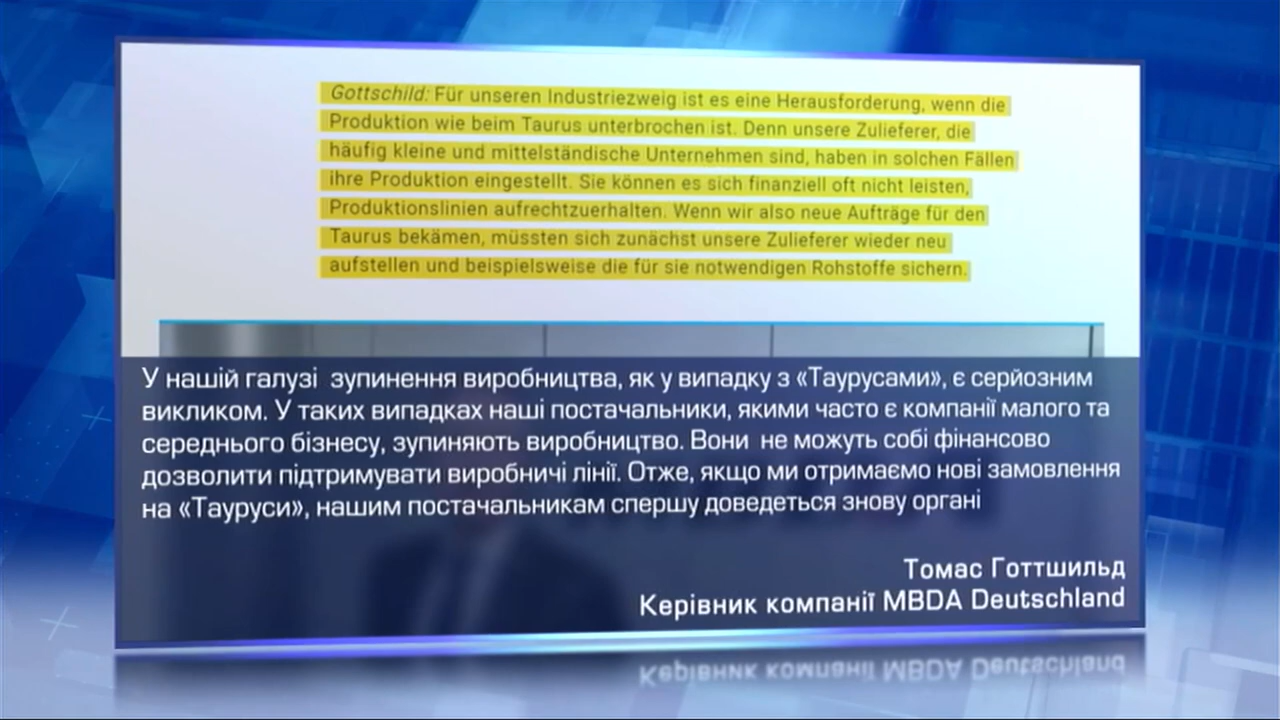 Gottschild: Für unseren Industriezweig ist es eine Herausforderung, wenn die
Produktion wie beim Taurus unterbrochen ist. Denn unsere Zulieferer, die
häufig kleine und mittelständische Unternehmen sind, haben in solchen Fällen
ihre Produktion eingestellt. Sie können es sich finanziell oft nicht leisten,
Produktionslinien aufrechtzuerhalten. Wenn wir also neue Aufträge für den
Taurus bekämen, müssten sich zunächst unsere Zulieferer wieder neu
aufstellen und beispielsweise die für sie notwendigen Rohstoffe sichern.
У нашій галузі зупинення виробництва, як у випадку з «Таурусами», є серйозним
викликом. У таких випадках наші постачальники, якими часто є компанії малого та
середнього бізнесу, зупиняють виробництво. Вони не можуть собі фінансово
дозволити підтримувати виробничі лінії. Отже, якщо ми отримаємо нові замовлення
на «Тауруси», нашим постачальникам спершу доведеться знову органі
Томас Готтшильд
Керівник компанії MBDA Deutschland